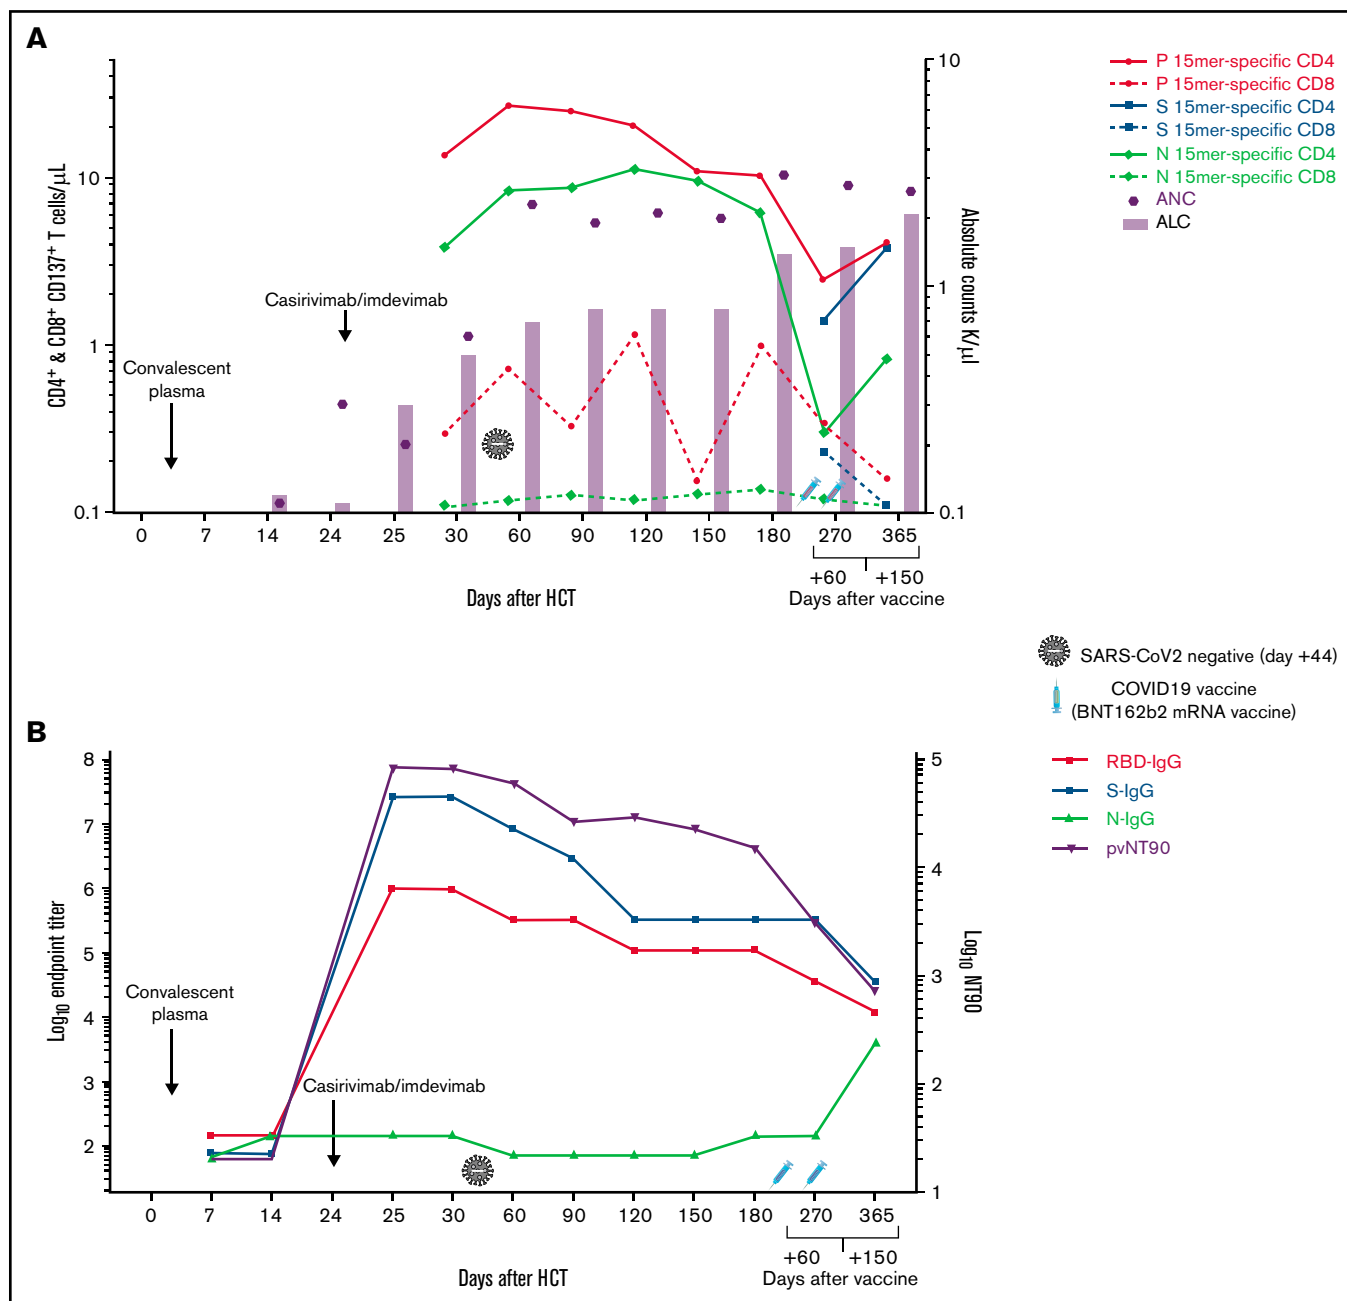 A
CD4⁺ & CD8⁺ CD137⁺ T cells/µL
10
1
0.1
Absolute counts K/µl
10
1
0.1
Convalescent
plasma
Casirivimab/imdevimab
0 7 14 24 25 30 60 90 120 150 180 270 365
+60 +150
Days after HCT
Days after vaccine
P 15mer-specific CD4
P 15mer-specific CD8
S 15mer-specific CD4
S 15mer-specific CD8
N 15mer-specific CD4
N 15mer-specific CD8
ANC
ALC
SARS-CoV2 negative (day +44)
COVID19 vaccine
(BNT162b2 mRNA vaccine)
B
Log₁₀ endpoint titer
8
7
6
5
4
3
2
Log₁₀ NT90
5
4
3
2
1
Convalescent
plasma
Casirivimab/imdevimab
0 7 14 24 25 30 60 90 120 150 180 270 365
+60 +150
Days after HCT
Days after vaccine
RBD-IgG
S-IgG
N-IgG
pvNT90